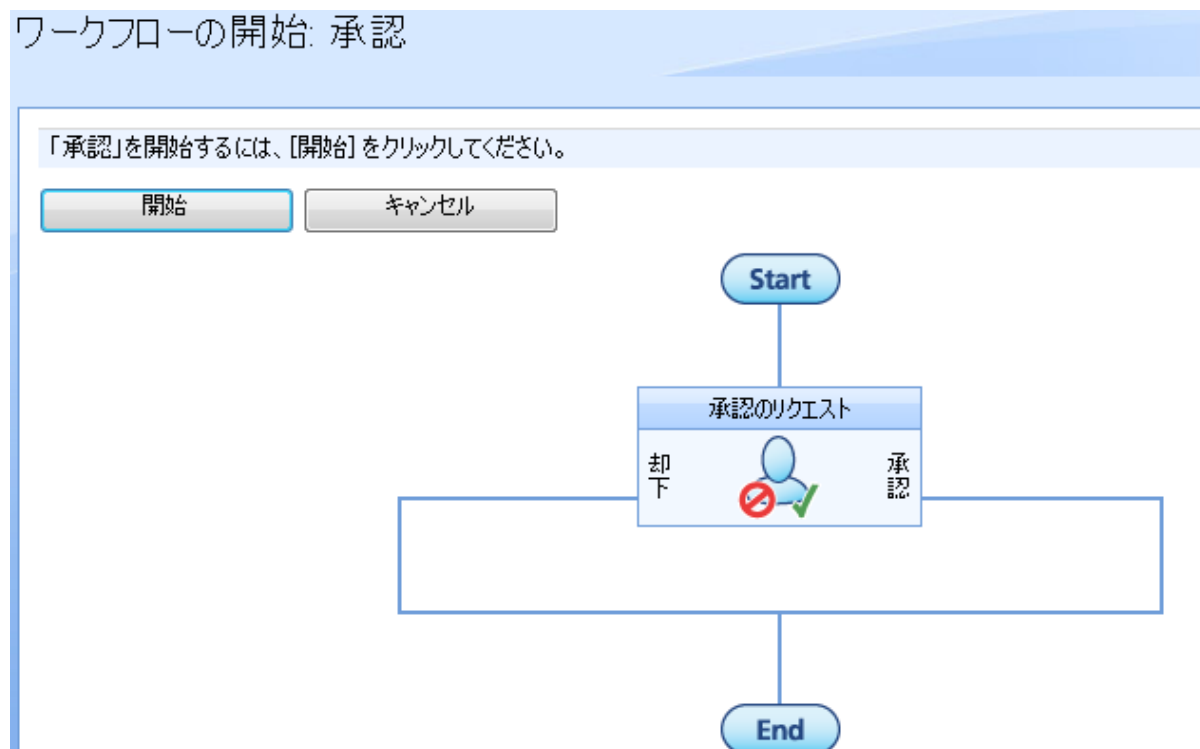 ワークフローの開始: 承認
「承認」を開始するには、[開始] をクリックしてください。
開始
キャンセル
Start
承認のリクエスト
却下
承認
End